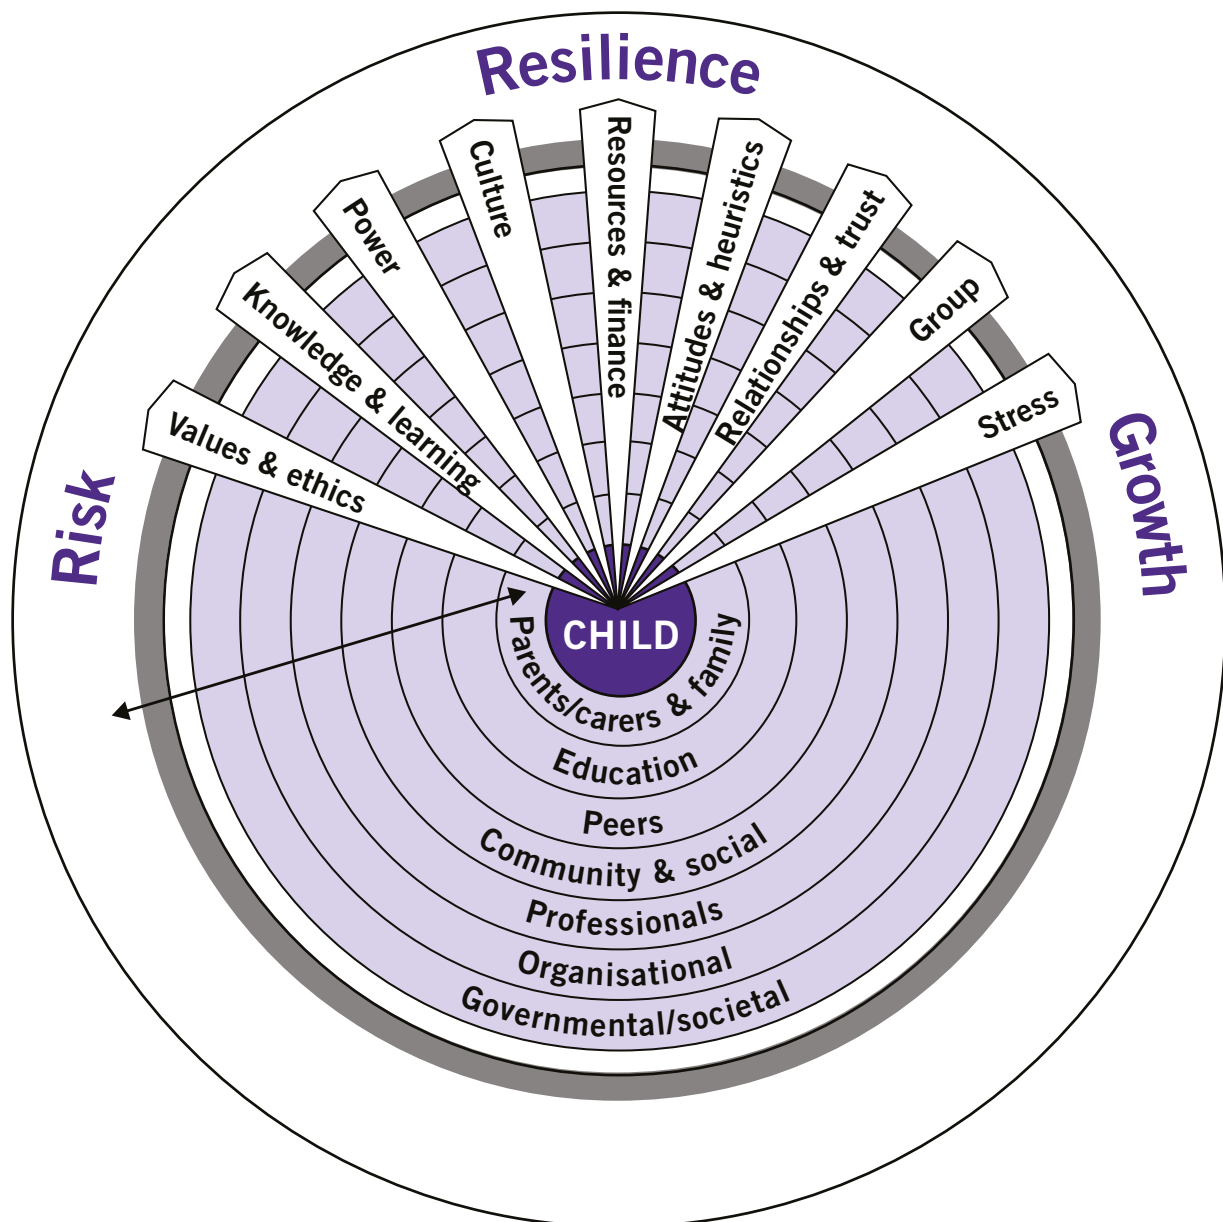 Resilience
Risk
Growth
Values & ethics
Knowledge & learning
Power
Culture
Resources & finance
Attitudes & heuristics
Relationships & trust
Group
Stress
CHILD
Parents/carers & family
Education
Peers
Community & social
Professionals
Organisational
Governmental/societal